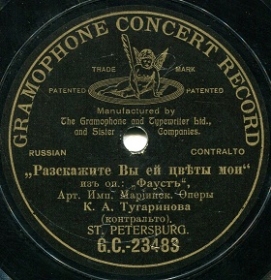 GRAMOPHONE CONCERT RECORD
TRADE MARK
PATENTED PATENTED
Manufactured by
The Gramophone and Typewriter Ltd.,
and Sister Companies.
RUSSIAN CONTRALTO
„Разскажите Вы ей цвѣты мои“
изъ оп.: „Фаустъ“,
Арт. Имп. Маріинск. Оперы
К. А. Тугаринова
(контральто)
ST. PETERSBURG.
G.C.-23483